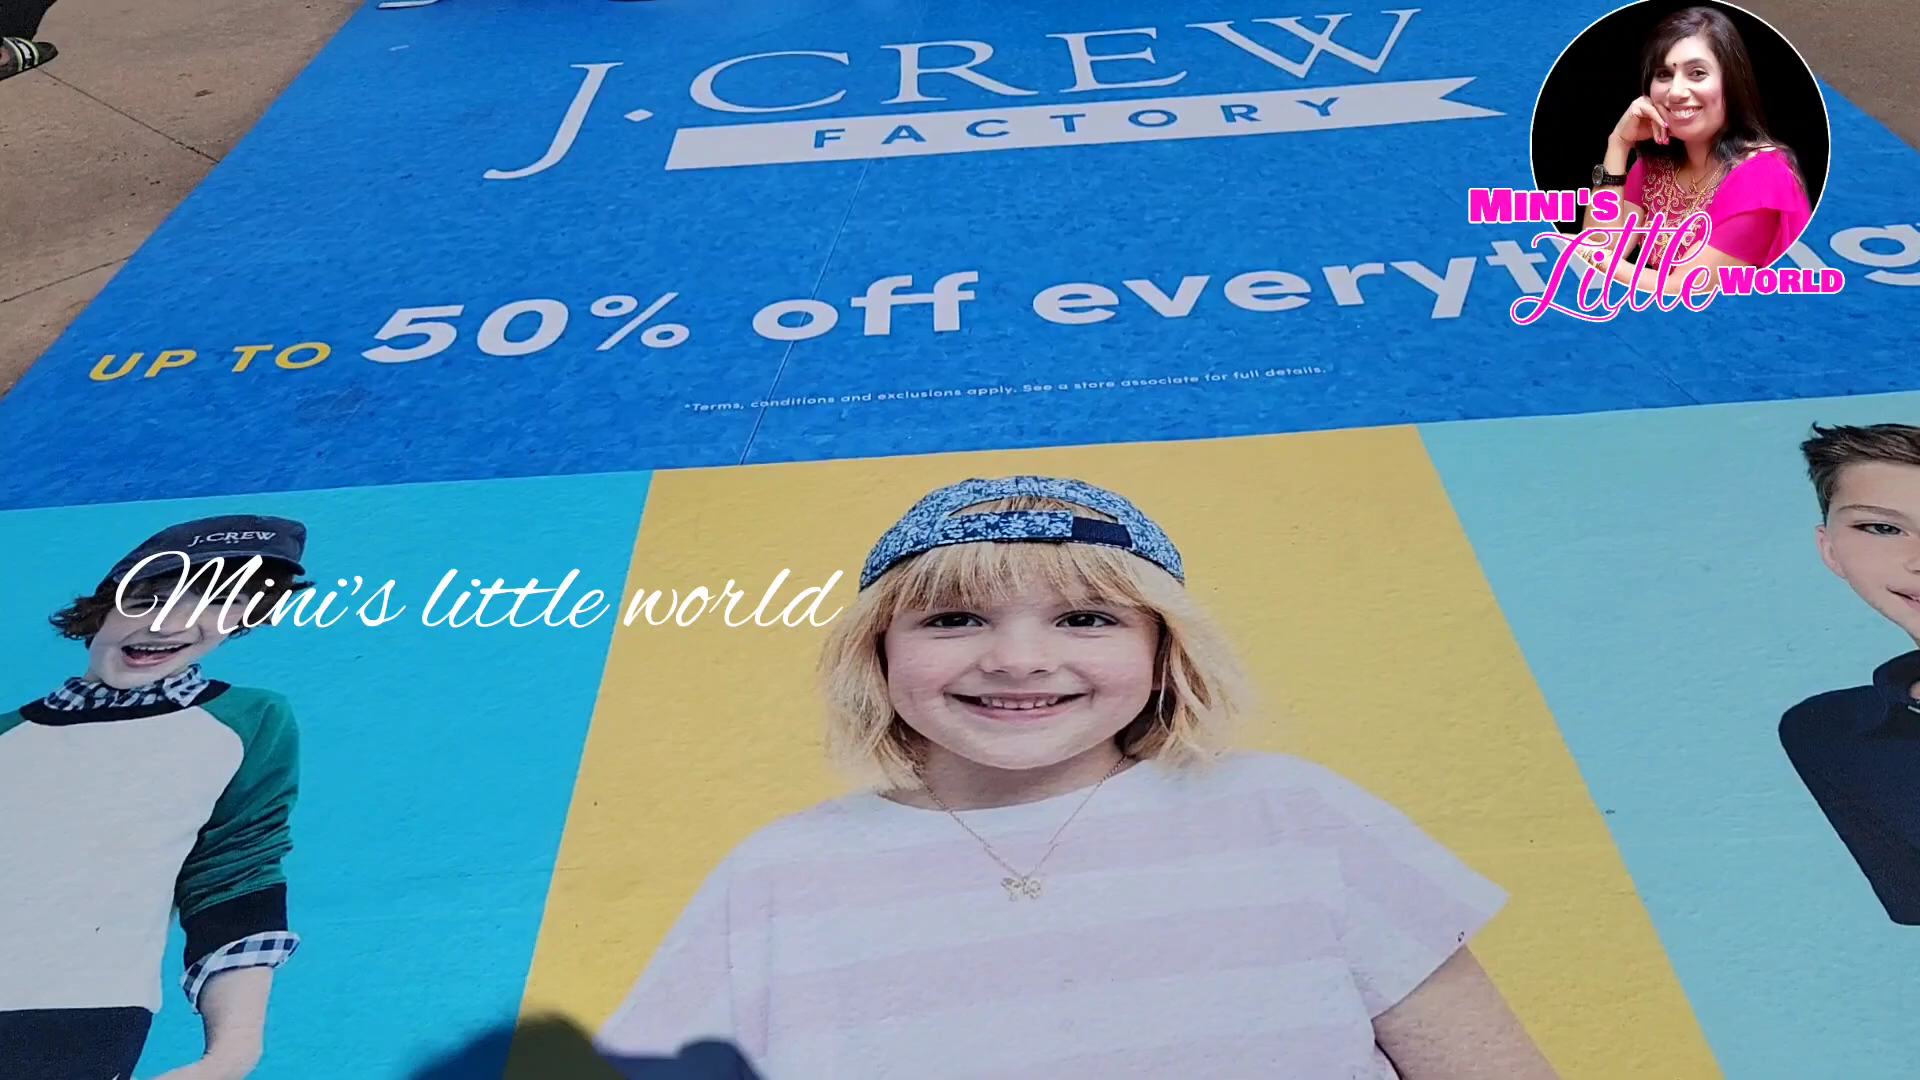 J.CREW
FACTORY
MINI'S
Little WORLD
UP TO 50% off everything
*Terms, conditions and exclusions apply. See a store associate for full details.
J.CREW
Mini's little world